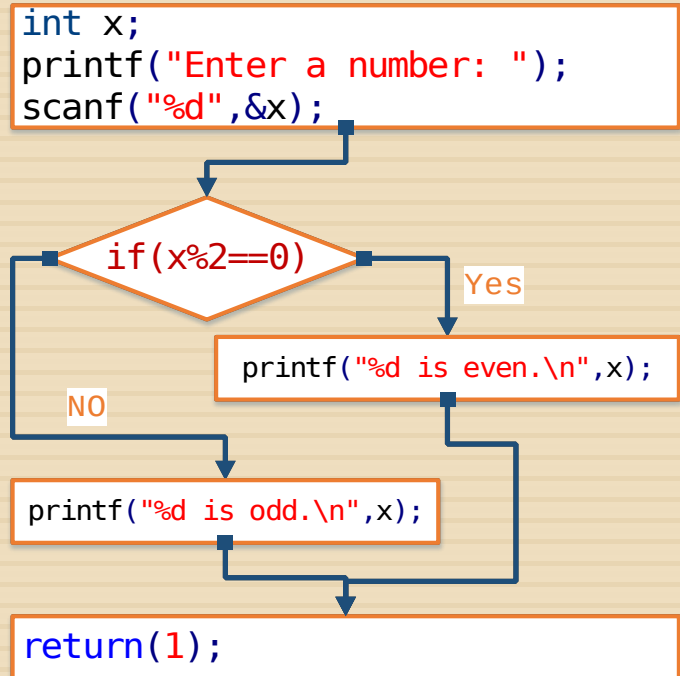 int x;
printf("Enter a number: ");
scanf("%d",&x);
if(x%2==0)
Yes
printf("%d is even.\n",x);
NO
printf("%d is odd.\n",x);
return(1);